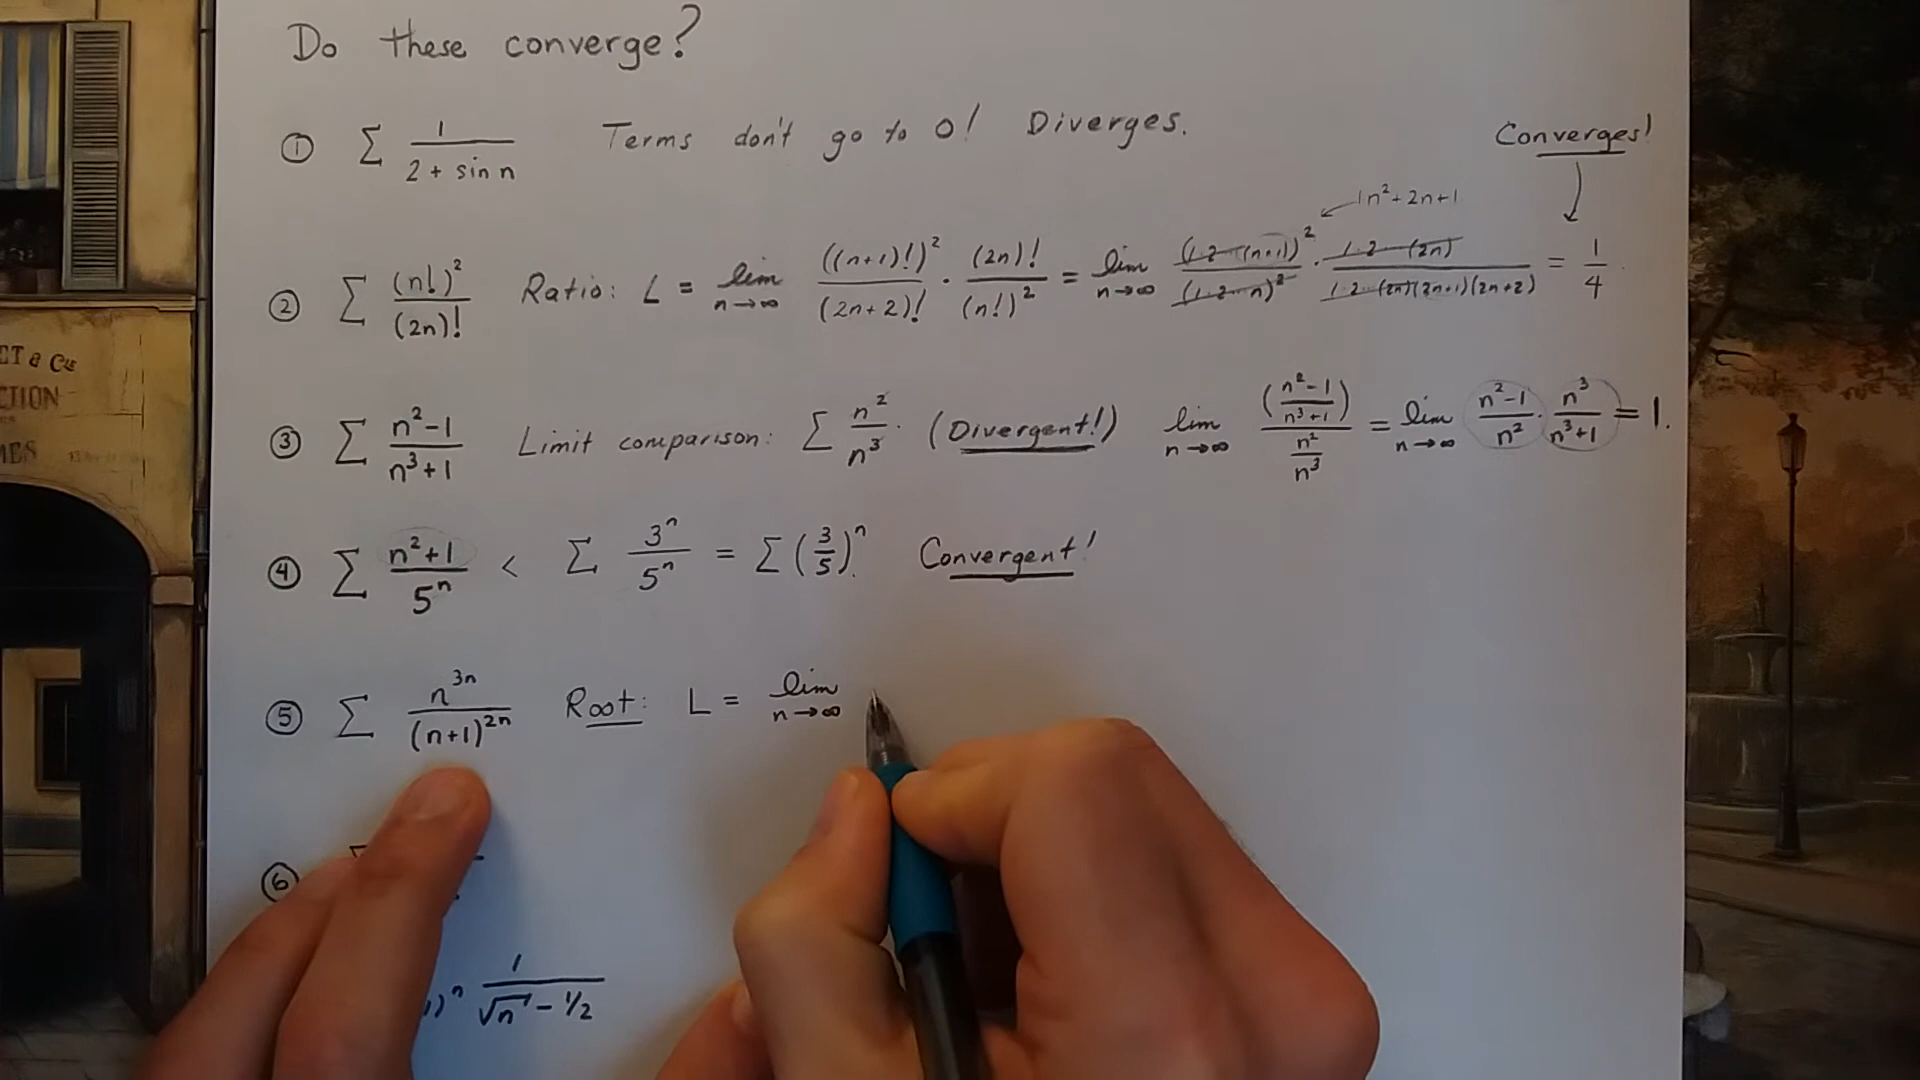 Do these converge?
Converges!
① ∑ 1/(2 + sin n) Terms don't go to 0! Diverges.
1n² + 2n + 1
② ∑ (n!)²/(2n)! Ratio: L = lim n→∞ ((n+1)!)²/(2n+2)! · (2n)!/(n!)² = lim n→∞ (1·2···(n+1))²/(1·2···n)² · 1·2···(2n)/(1·2···(2n)(2n+1)(2n+2)) = 1/4
③ ∑ (n²-1)/(n³+1) Limit comparison: ∑ n²/n³. (Divergent!) lim n→∞ ((n²-1)/(n³+1))/(n²/n³) = lim n→∞ (n²-1)/n² · n³/(n³+1) = 1.
④ ∑ (n²+1)/5ⁿ < ∑ 3ⁿ/5ⁿ = ∑ (3/5)ⁿ. Convergent!
⑤ ∑ n³ⁿ/(n+1)²ⁿ Root: L = lim n→∞
⑥
)ⁿ 1/(√n - 1/2)